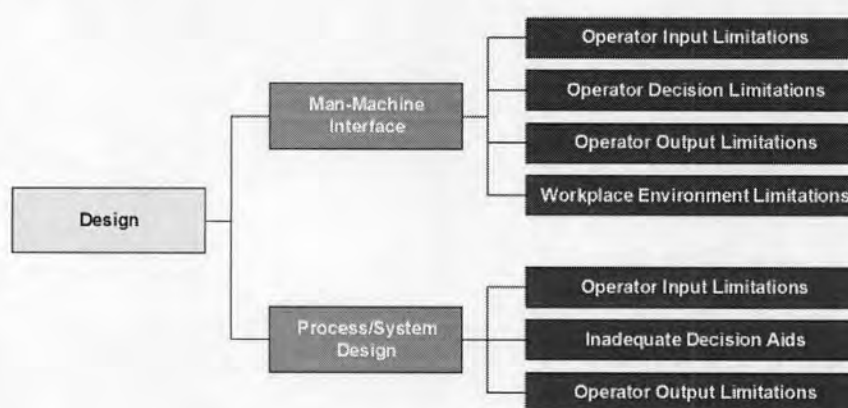 Operator Input Limitations
Man-Machine
Interface
Operator Decision Limitations
Operator Output Limitations
Workplace Environment Limitations
Design
Operator Input Limitations
Process/System
Design
Inadequate Decision Aids
Operator Output Limitations